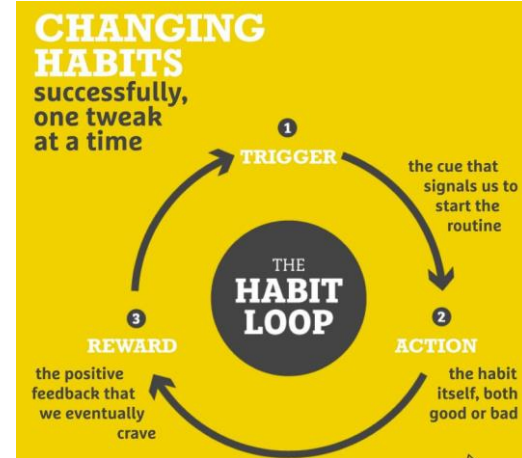 CHANGING
HABITS
successfully,
one tweak
at a time
1
TRIGGER
the cue that
signals us to
start the
routine
THE
HABIT
LOOP
2
ACTION
the habit
itself, both
good or bad
3
REWARD
the positive
feedback that
we eventually
crave